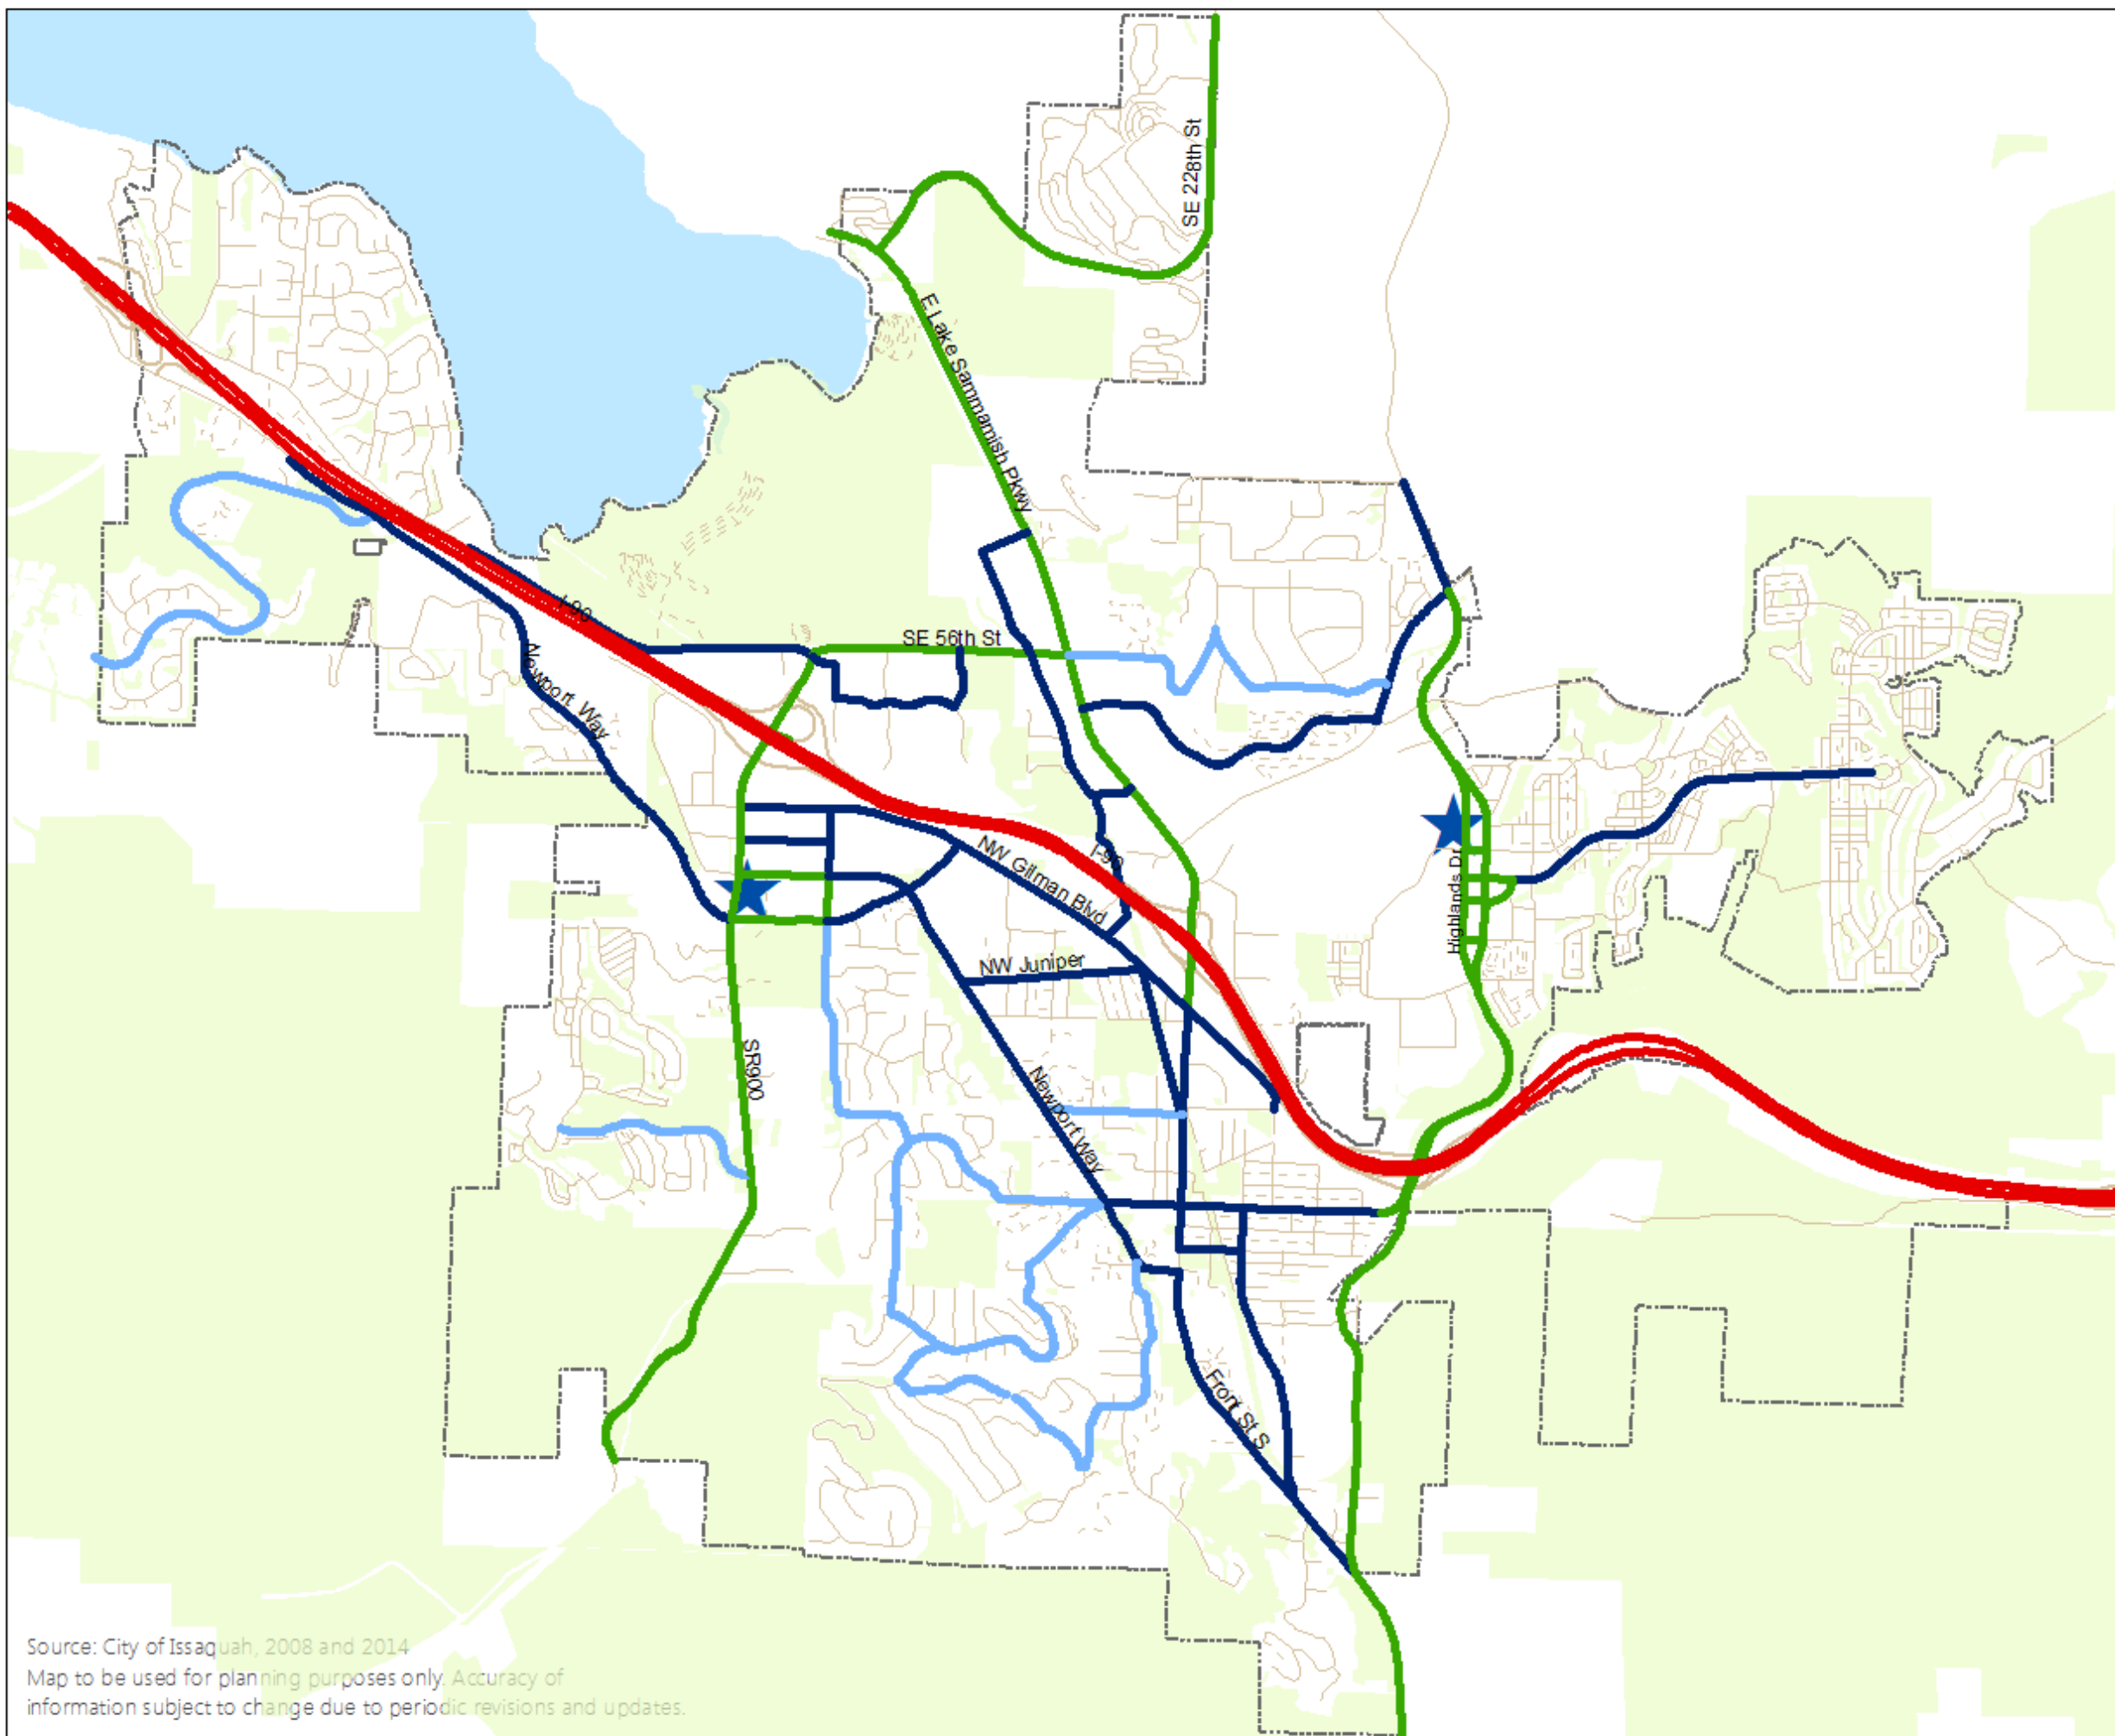 SE 228th St
E Lake Sammamish Pkwy
I-90
SE 56th St
Newport Way
NW Gilman Blvd
I-90
Highlands Dr
NW Juniper
SR900
Newport Way
Front St S
Source: City of Issaquah, 2008 and 2014
Map to be used for planning purposes only. Accuracy of
information subject to change due to periodic revisions and updates.